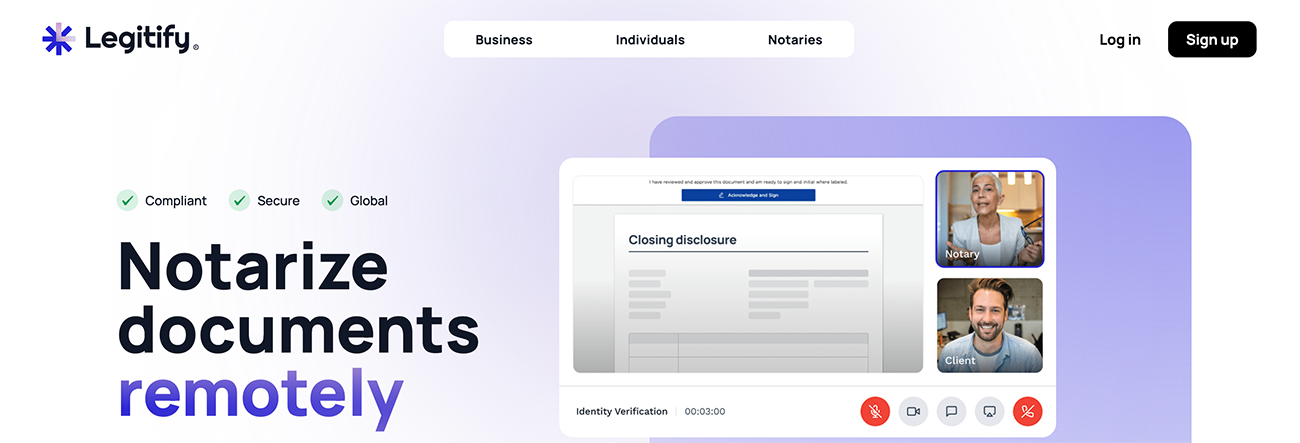 Legitify®
Business Individuals Notaries
Log in Sign up
I have reviewed and approve this document and am ready to sign and initial where labeled.
Acknowledge and Sign
Compliant Secure Global
Closing disclosure
Notarize
documents
remotely
Notary
Client
Identity Verification 00:03:00